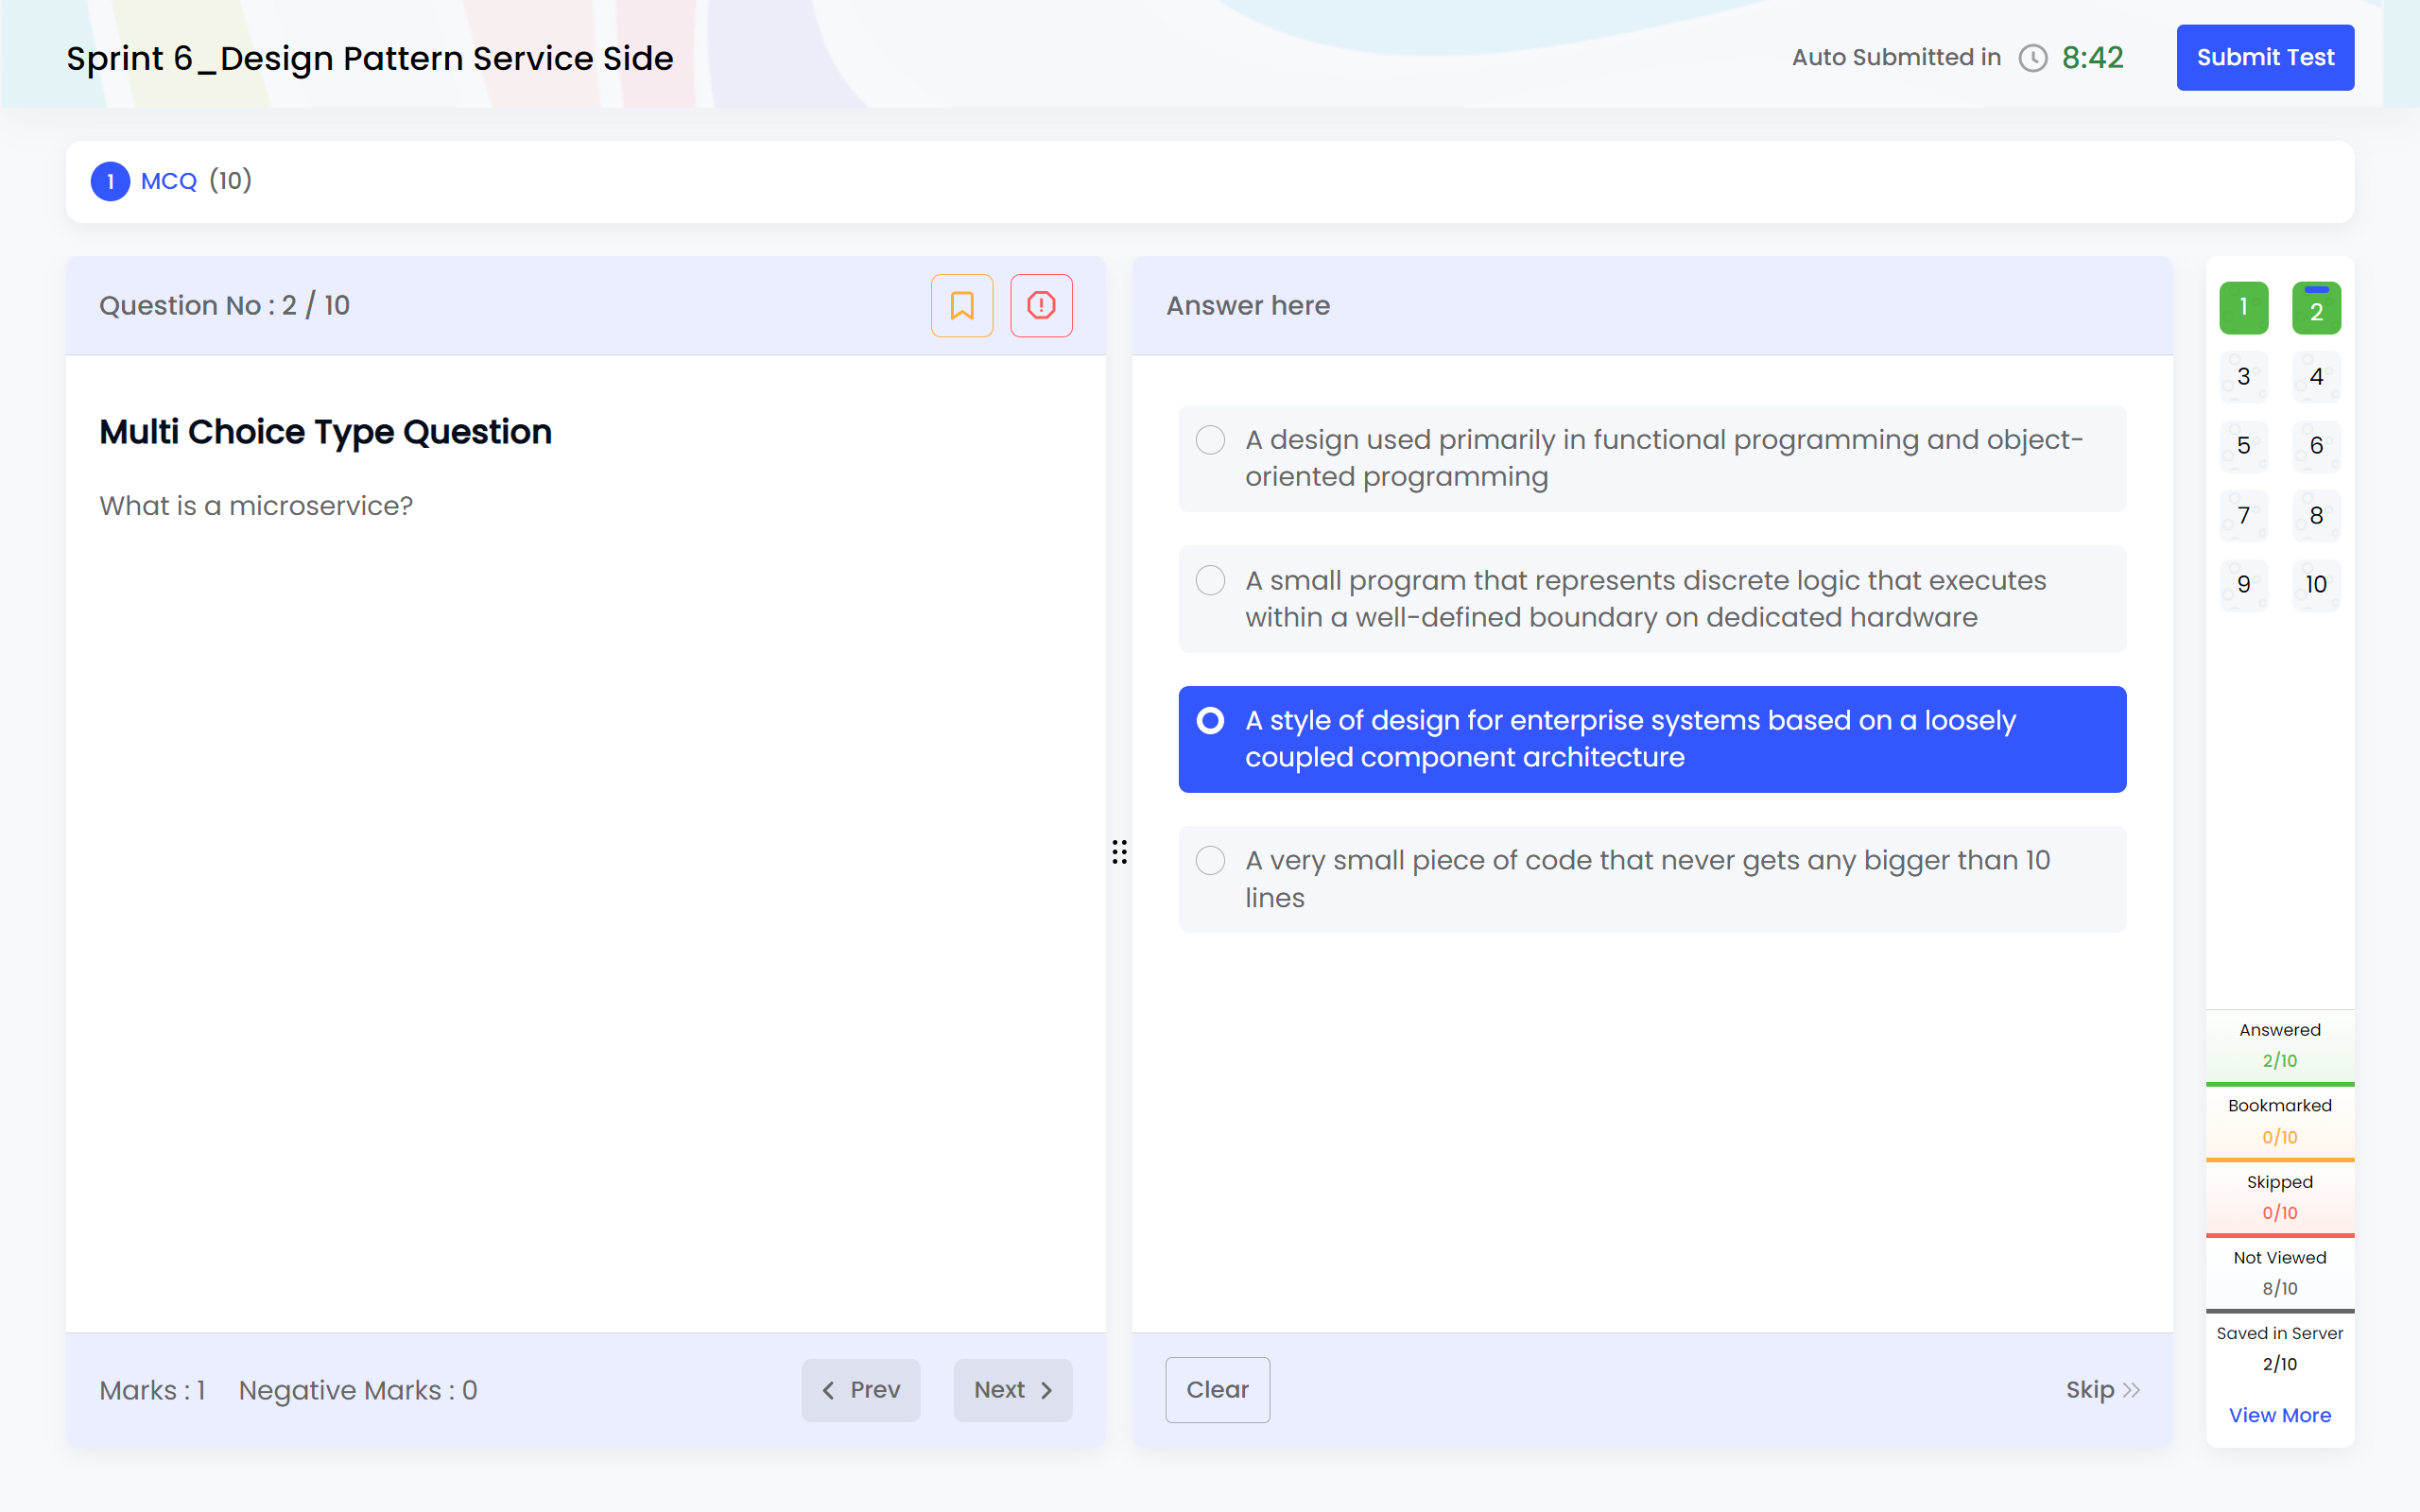 Sprint 6_Design Pattern Service Side
Auto Submitted in 8:42
Submit Test
1 MCQ (10)
Question No : 2 / 10
Multi Choice Type Question
What is a microservice?
Marks : 1 Negative Marks : 0
Prev
Next
Answer here
A design used primarily in functional programming and object-
oriented programming
A small program that represents discrete logic that executes
within a well-defined boundary on dedicated hardware
A style of design for enterprise systems based on a loosely
coupled component architecture
A very small piece of code that never gets any bigger than 10
lines
Clear
Skip
1 2
3 4
5 6
7 8
9 10
Answered
2/10
Bookmarked
0/10
Skipped
0/10
Not Viewed
8/10
Saved in Server
2/10
View More